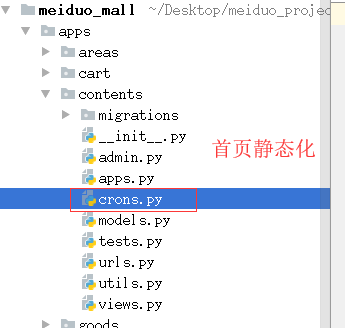 meiduo_mall ~/Desktop/meiduo_projec
apps
areas
cart
contents
migrations
__init__.py
首页静态化
admin.py
apps.py
crons.py
models.py
tests.py
urls.py
utils.py
views.py
goods